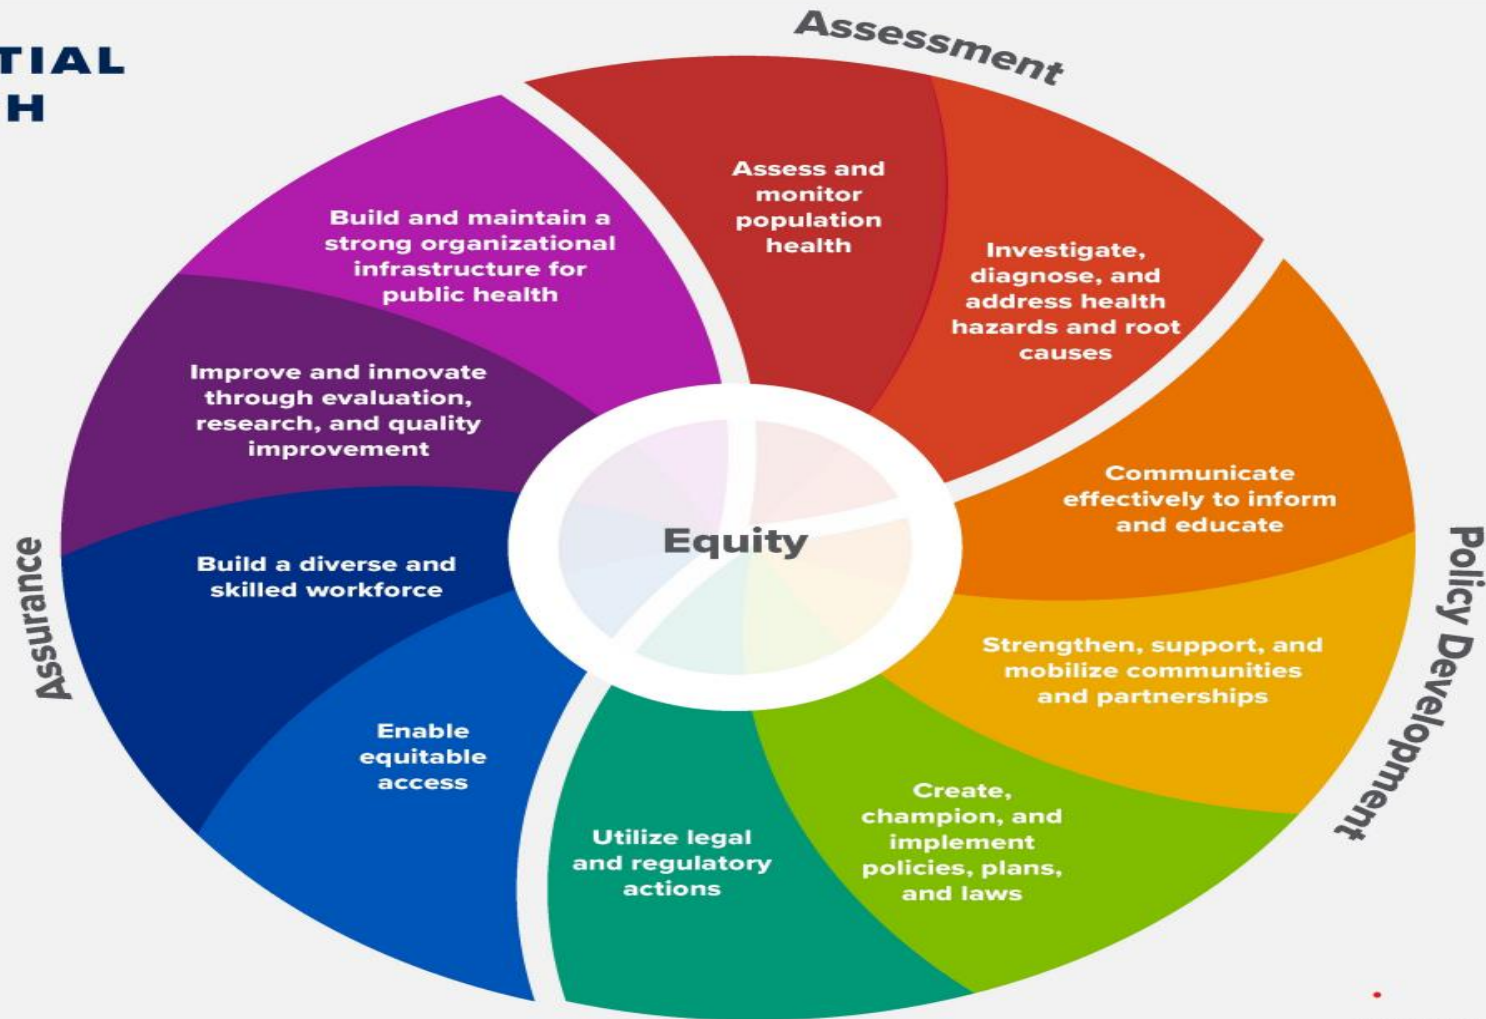 TIAL
H
Assessment
Assess and
monitor
population
health
Investigate,
diagnose, and
address health
hazards and root
causes
Policy Development
Communicate
effectively to inform
and educate
Strengthen, support, and
mobilize communities
and partnerships
Create,
champion, and
implement
policies, plans,
and laws
Utilize legal
and regulatory
actions
Assurance
Enable
equitable
access
Build a diverse and
skilled workforce
Improve and innovate
through evaluation,
research, and quality
improvement
Build and maintain a
strong organizational
infrastructure for
public health
Equity